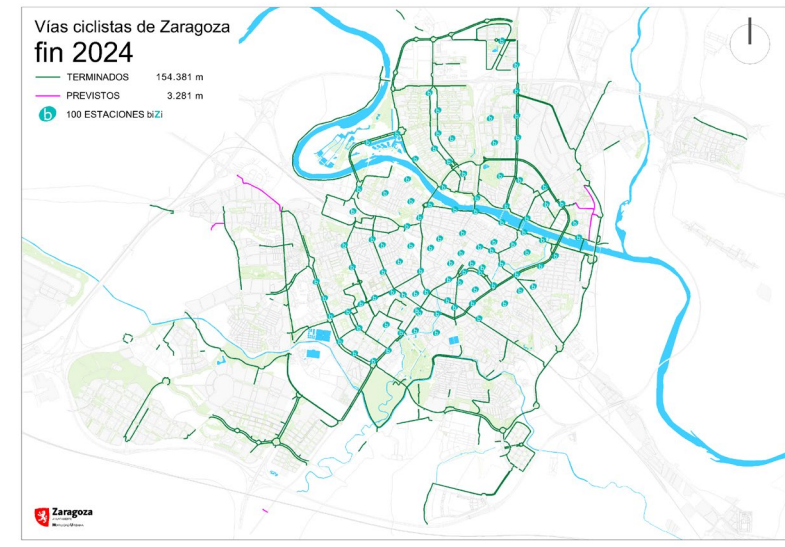 Vías ciclistas de Zaragoza
fin 2024
TERMINADOS 154.381 m
PREVISTOS 3.281 m
b 100 ESTACIONES biZi
Zaragoza